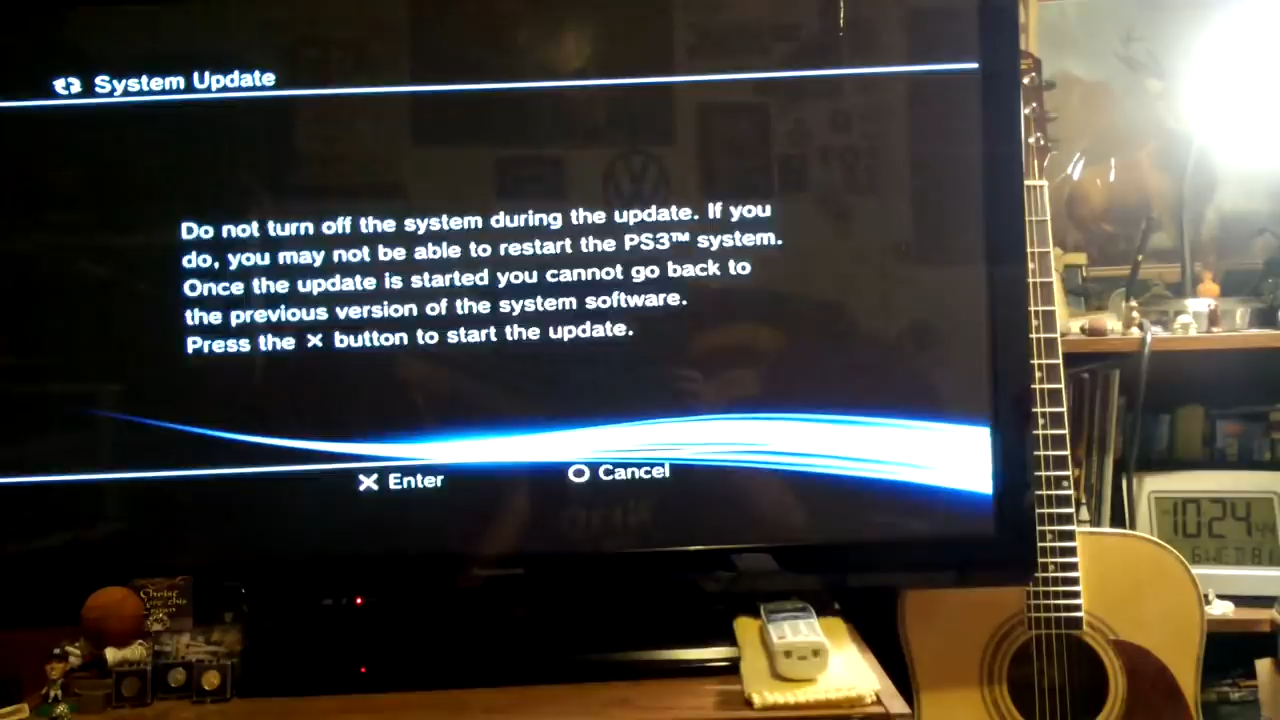 System Update
Do not turn off the system during the update. If you
do, you may not be able to restart the PS3™ system.
Once the update is started you cannot go back to
the previous version of the system software.
Press the ✕ button to start the update.
✕ Enter
○ Cancel
10:24
Christ